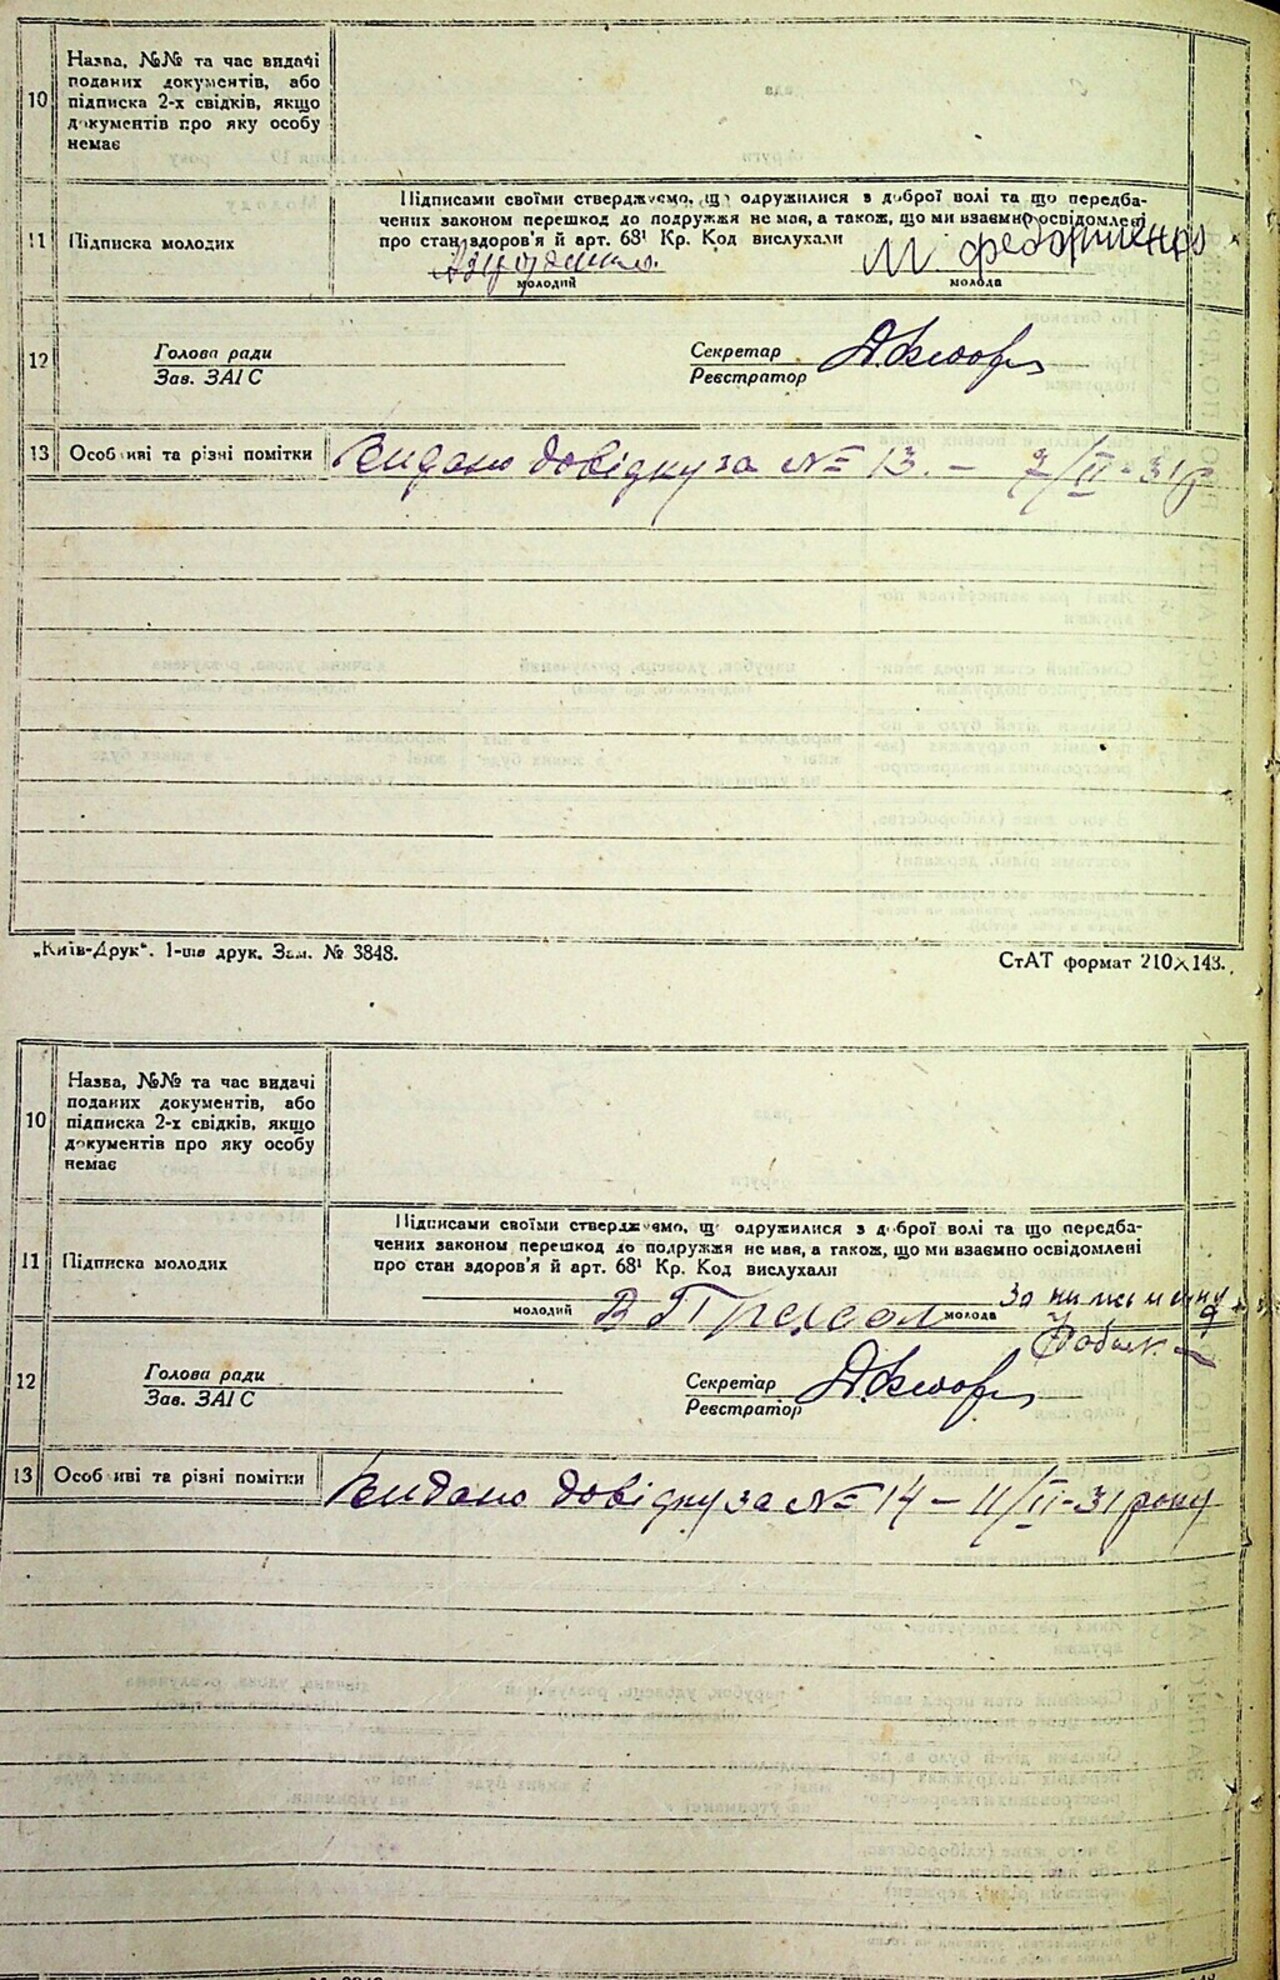 10
Назва, №№ та час видачі
поданих документів, або
підписка 2-х свідків, якщо
документів про яку особу
немає
11
Підписка молодих
Підписами своїми стверджуємо, що одружилися з доброї волі та що передба-
чених законом перешкод до подружжя не має, а також, що ми взаємно освідомлені
про стан здоров'я й арт. 68¹ Кр. Код вислухали
молодий
молода
12
Голова ради
Зав. ЗАГС
Секретар
Реєстратор
13
Особливі та різні помітки
Видано довідку за № 13. – 7/II-31р
„Київ-Друк“. 1-ша друк. Зам. № 3848.
СтАТ формат 210×148.
10
Назва, №№ та час видачі
поданих документів, або
підписка 2-х свідків, якщо
документів про яку особу
немає
11
Підписка молодих
Підписами своїми стверджуємо, що одружилися з доброї волі та що передба-
чених законом перешкод до подружжя не має, а також, що ми взаємно освідомлені
про стан здоров'я й арт. 68¹ Кр. Код вислухали
молодий
молода
12
Голова ради
Зав. ЗАГС
Секретар
Реєстратор
13
Особливі та різні помітки
Видано довідку за № 14 – 11/II-31 року